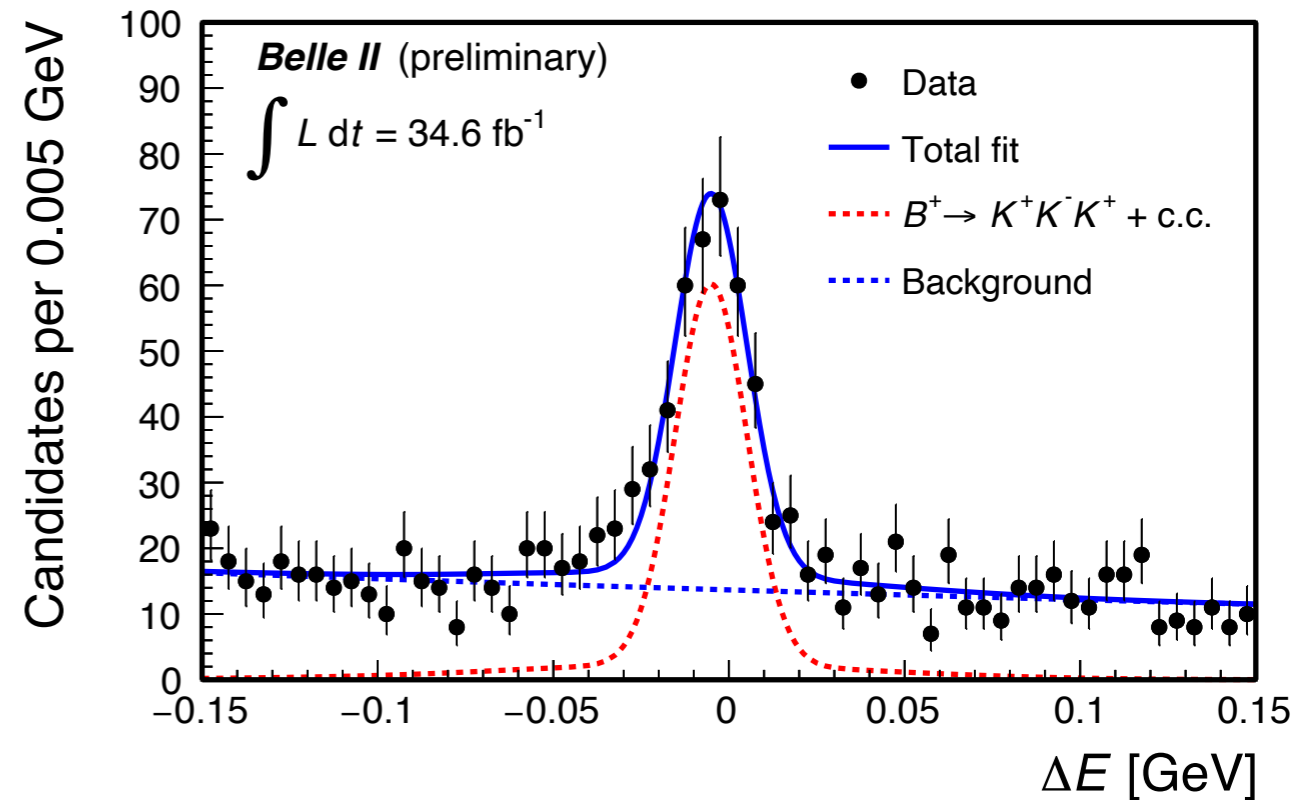 Candidates per 0.005 GeV
100
90
80
70
60
50
40
30
20
10
0
Belle II (preliminary)
∫ L dt = 34.6 fb⁻¹
Data
Total fit
B⁺→ K⁺K⁻K⁺ + c.c.
Background
−0.15 −0.1 −0.05 0 0.05 0.1 0.15
ΔE [GeV]